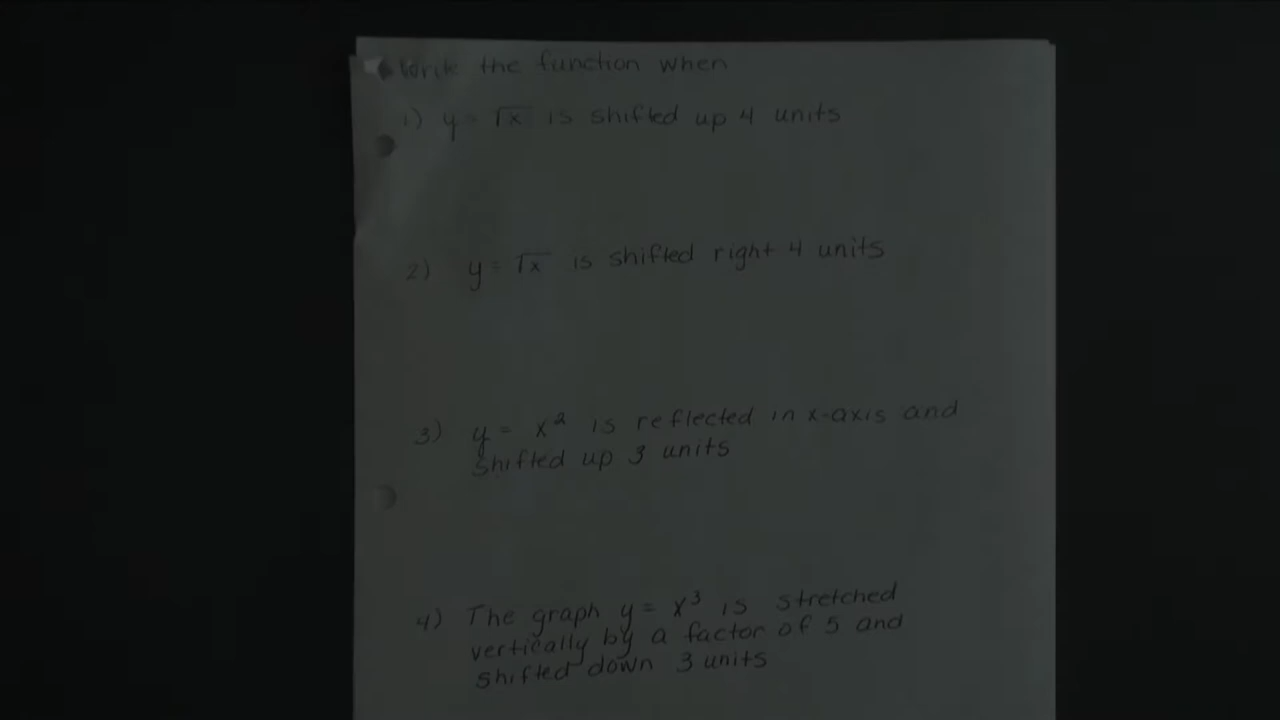 Write the function when
1) y = √x is shifted up 4 units
2) y = √x is shifted right 4 units
3) y = x² is reflected in x-axis and
shifted up 3 units
4) The graph y = x³ is stretched
vertically by a factor of 5 and
shifted down 3 units